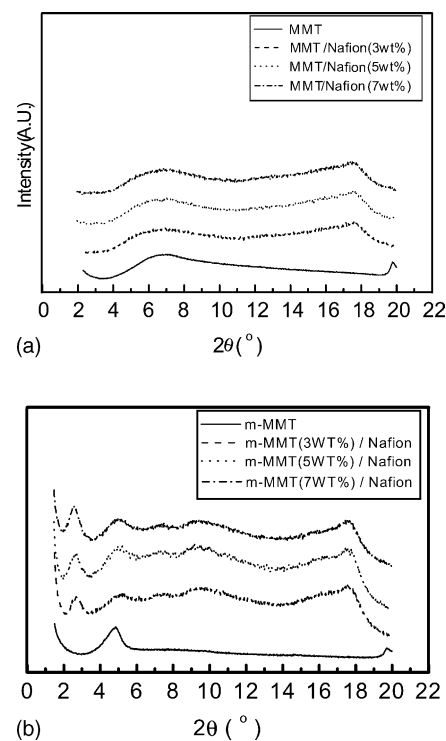 (a)
Intensity(A.U)
MMT
MMT/Nafion(3wt%)
MMT/Nafion(5wt%)
MMT/Nafion(7wt%)
0 2 4 6 8 10 12 14 16 18 20 22
2θ(°)
m-MMT
m-MMT(3WT%) / Nafion
m-MMT(5WT%) / Nafion
m-MMT(7WT%) / Nafion
0 2 4 6 8 10 12 14 16 18 20 22
2θ (°)
(b)